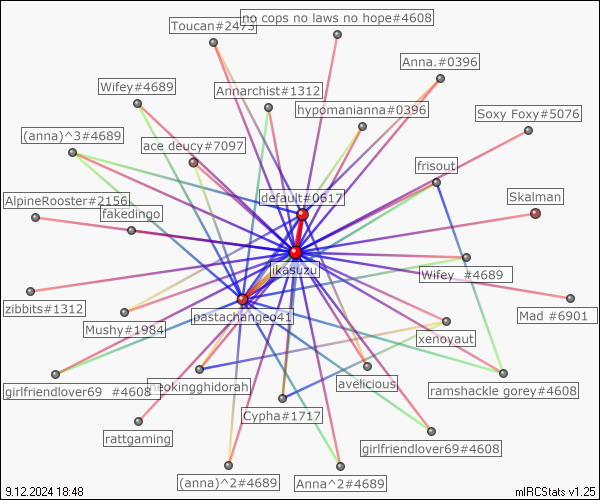 no cops no laws no hope#4608
Toucan#2473
Anna.#0396
Wifey#4689
Annarchist#1312
hypomanianna#0396
Soxy Foxy#5076
(anna)^3#4689
ace deucy#7097
frisout
AlpineRooster#2156
default#0617
Skalman
fakedingo
ikasuzu
Wifey_#4689
zibbits#1312
pastachangeo41
Mad #6901
Mushy#1984
xenoyaut
girlfriendlover69 #4608
avelicious
ramshackle gorey#4608
Cypha#1717
rattgaming
girlfriendlover69#4608
(anna)^2#4689
Anna^2#4689
9.12.2024 18:48
mIRCStats v1.25